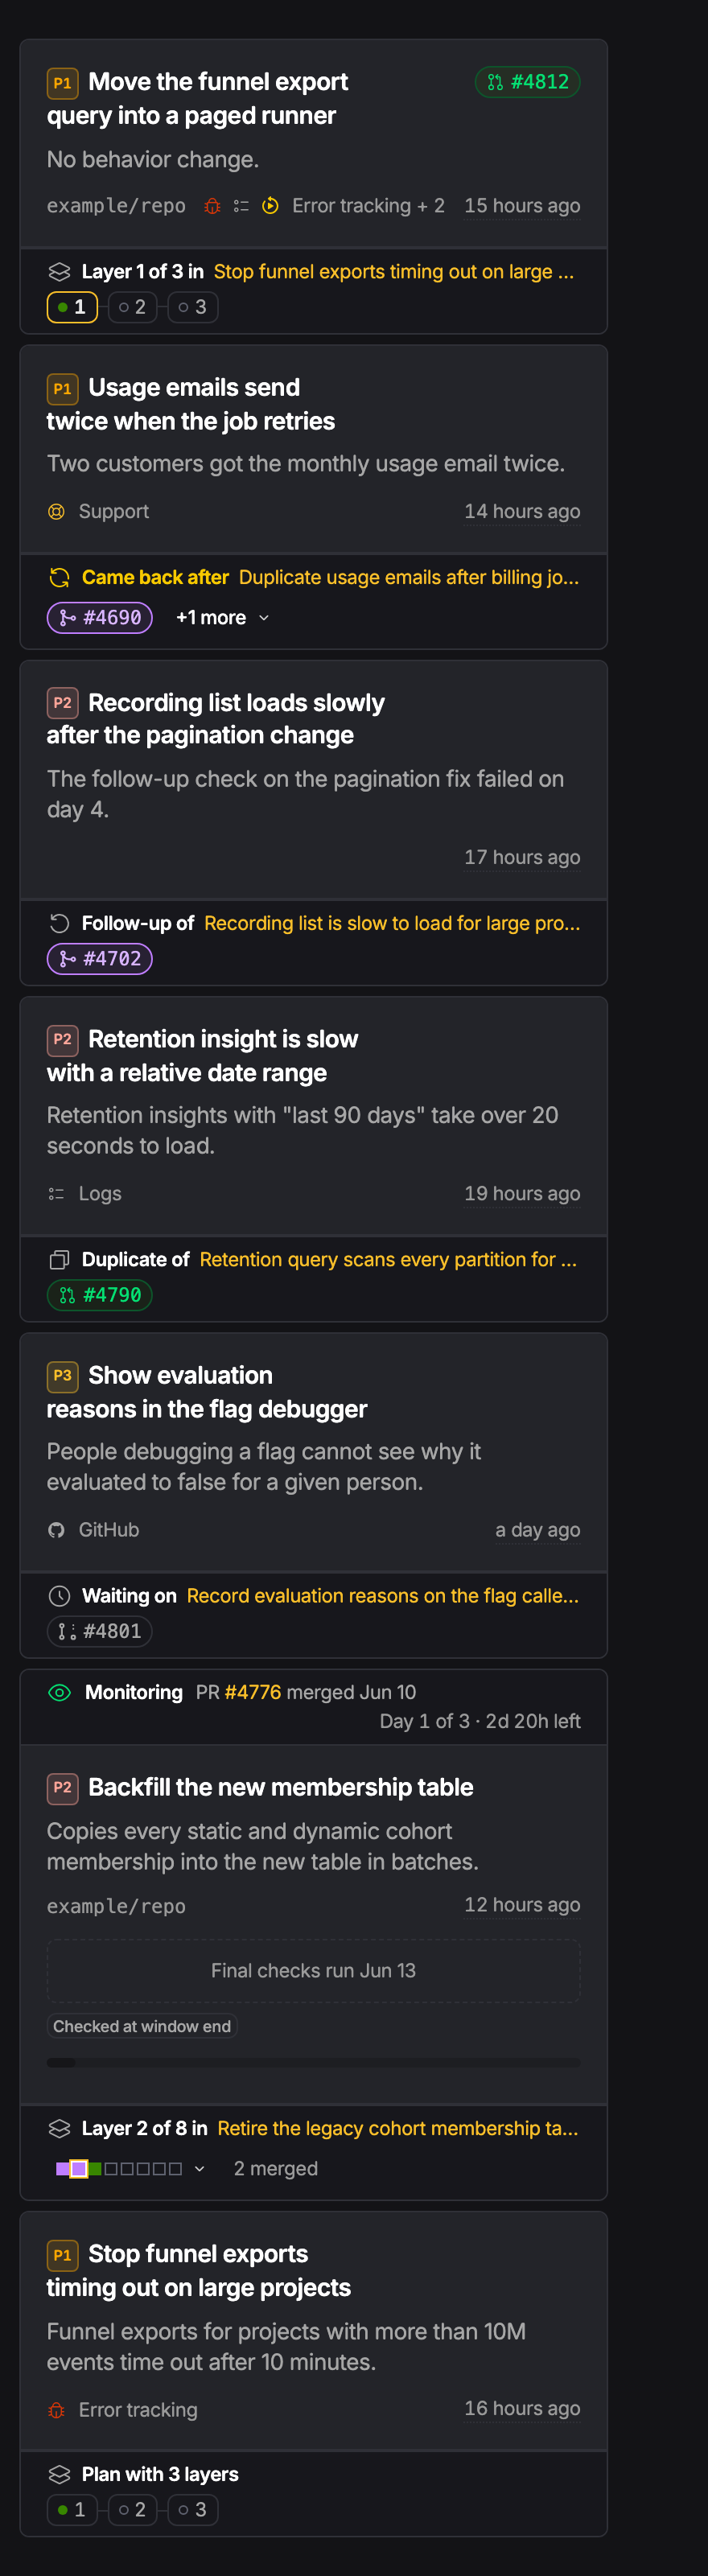 P1 Move the funnel export
query into a paged runner
#4812
No behavior change.
example/repo Error tracking + 2 15 hours ago
Layer 1 of 3 in Stop funnel exports timing out on large ...
1 2 3
P1 Usage emails send
twice when the job retries
Two customers got the monthly usage email twice.
Support 14 hours ago
Came back after Duplicate usage emails after billing jo...
#4690 +1 more
P2 Recording list loads slowly
after the pagination change
The follow-up check on the pagination fix failed on
day 4.
17 hours ago
Follow-up of Recording list is slow to load for large pro...
#4702
P2 Retention insight is slow
with a relative date range
Retention insights with "last 90 days" take over 20
seconds to load.
Logs 19 hours ago
Duplicate of Retention query scans every partition for ...
#4790
P3 Show evaluation
reasons in the flag debugger
People debugging a flag cannot see why it
evaluated to false for a given person.
GitHub a day ago
Waiting on Record evaluation reasons on the flag calle...
#4801
Monitoring PR #4776 merged Jun 10
Day 1 of 3 · 2d 20h left
P2 Backfill the new membership table
Copies every static and dynamic cohort
membership into the new table in batches.
example/repo 12 hours ago
Final checks run Jun 13
Checked at window end
Layer 2 of 8 in Retire the legacy cohort membership ta...
2 merged
P1 Stop funnel exports
timing out on large projects
Funnel exports for projects with more than 10M
events time out after 10 minutes.
Error tracking 16 hours ago
Plan with 3 layers
1 2 3